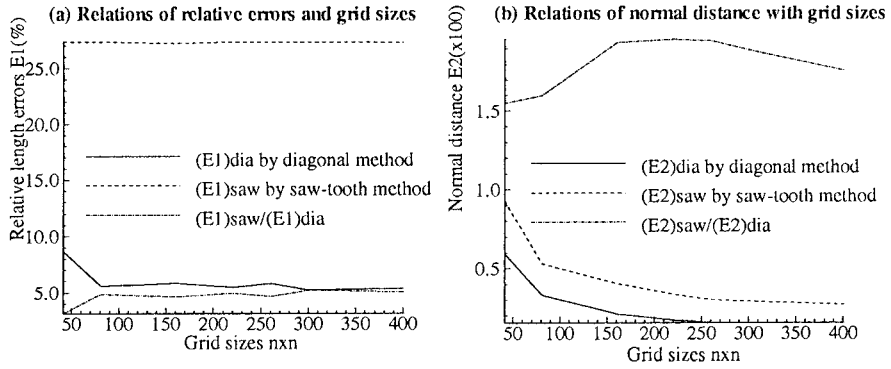 (a) Relations of relative errors and grid sizes
Relative length errors E1(%)
25.0
20.0
15.0
10.0
5.0
(E1)dia by diagonal method
(E1)saw by saw-tooth method
(E1)saw/(E1)dia
50 100 150 200 250 300 350 400
Grid sizes nxn
(b) Relations of normal distance with grid sizes
Normal distance E2(x100)
1.5
1.0
0.5
(E2)dia by diagonal method
(E2)saw by saw-tooth method
(E2)saw/(E2)dia
50 100 150 200 250 300 350 400
Grid sizes nxn